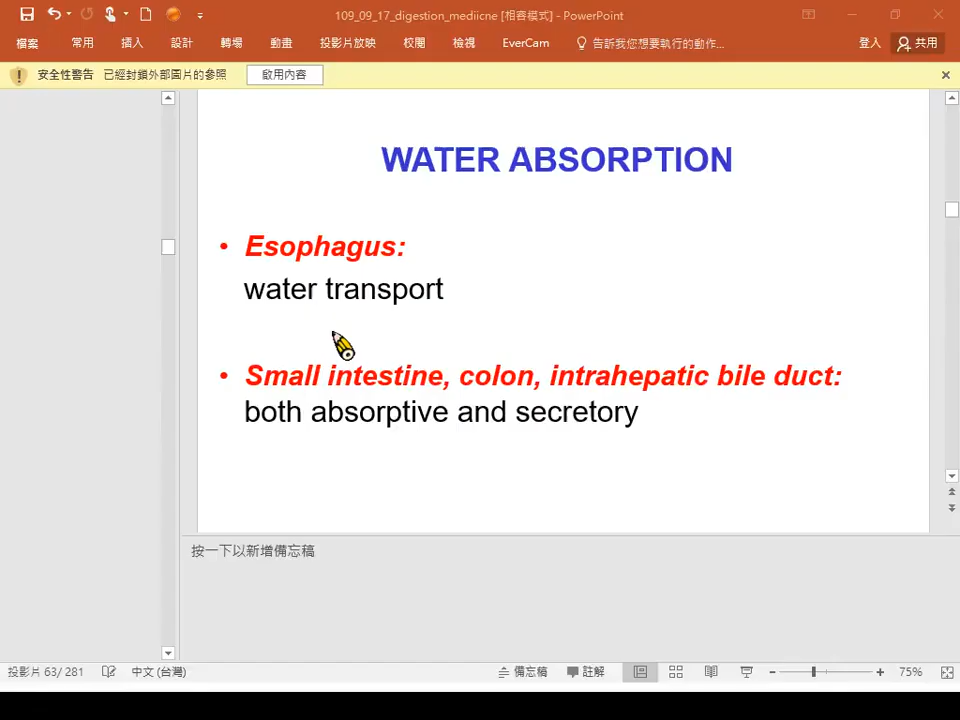 109_09_17_digestion_mediicne [相容模式] - PowerPoint
檔案 常用 插入 設計 轉場 動畫 投影片放映 校閱 檢視 EverCam 告訴我您想要執行的動作... 登入 共用
安全性警告 已經封鎖外部圖片的參照 啟用內容
WATER ABSORPTION
• Esophagus:
water transport
• Small intestine, colon, intrahepatic bile duct:
both absorptive and secretory
按一下以新增備忘稿
投影片 63/ 281 中文 (台灣) 備忘稿 註解 75%